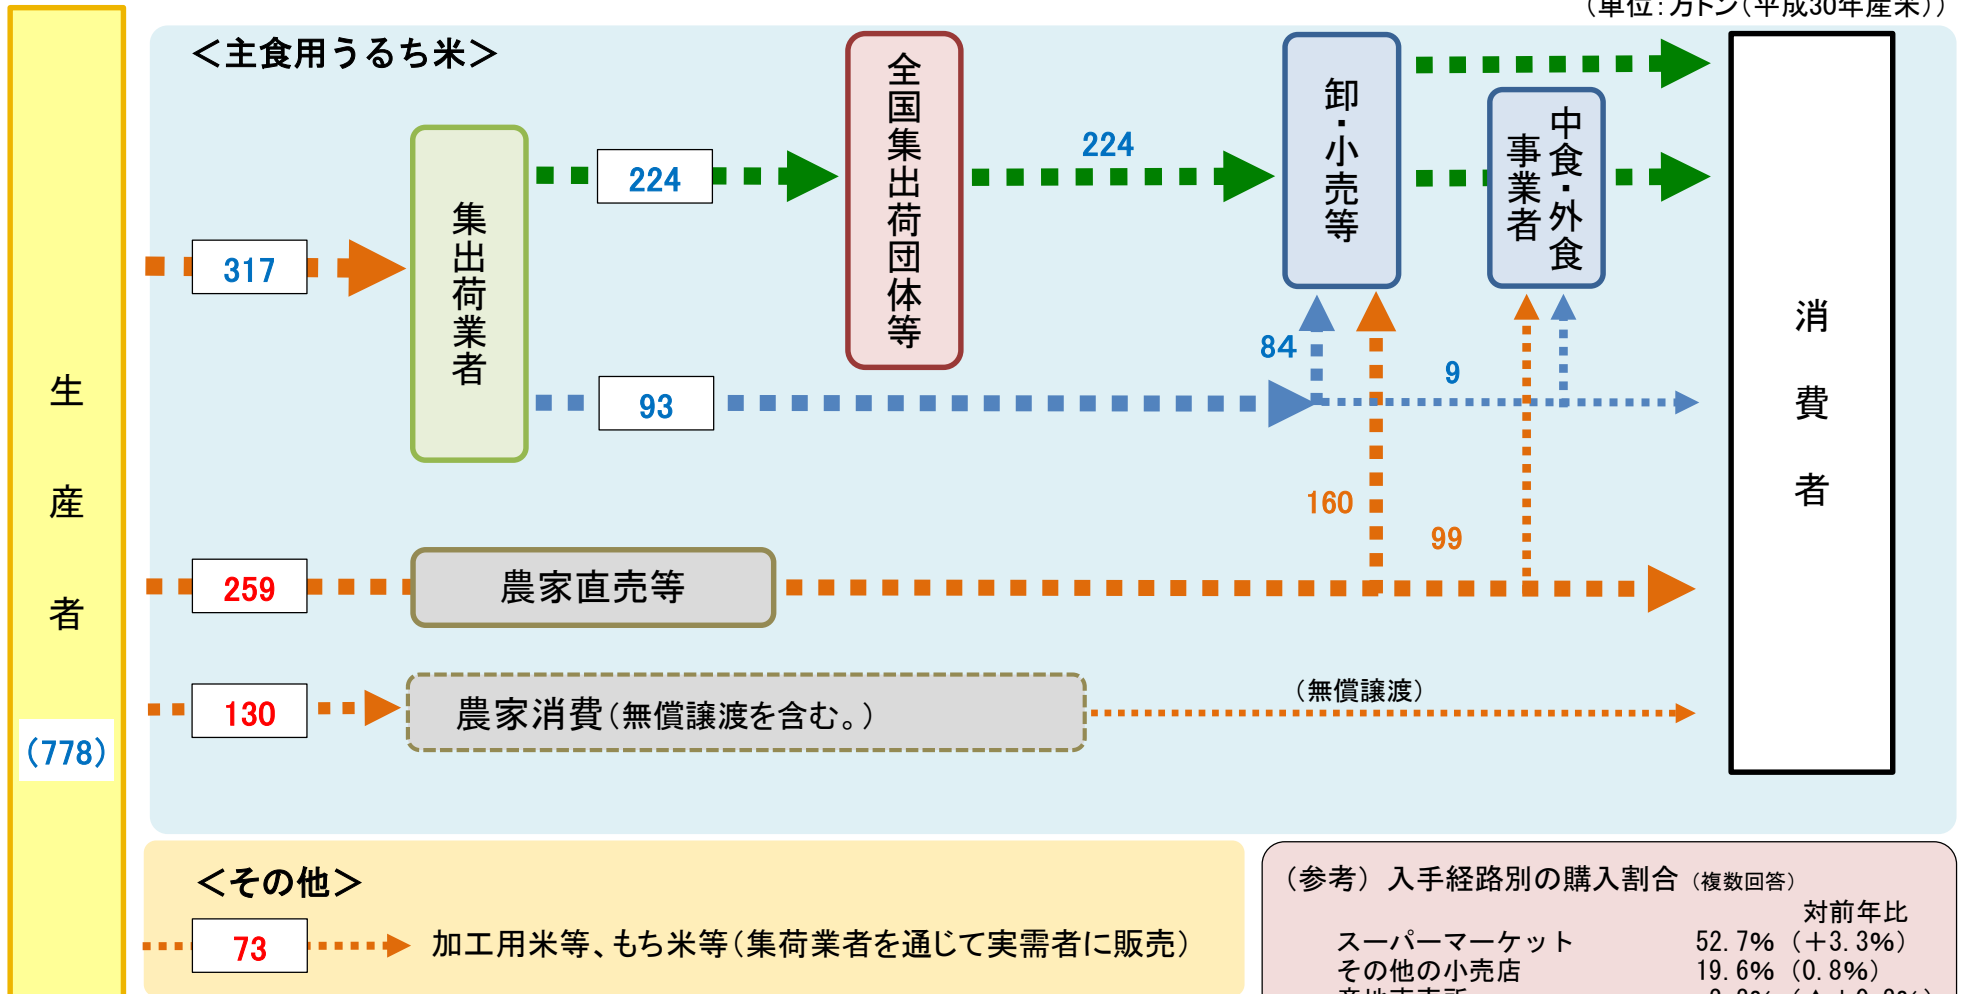 （単位：万トン（平成30年産米））
＜主食用うるち米＞
生産者
(778)
317
集出荷業者
224
全国集出荷団体等
224
卸・小売等
中食・外食
事業者
消費者
93
84
9
259
農家直売等
160
99
130
農家消費（無償譲渡を含む。）
（無償譲渡）
＜その他＞
73
加工用米等、もち米等（集荷業者を通じて実需者に販売）
（参考）入手経路別の購入割合（複数回答）
対前年比
スーパーマーケット 52.7% (＋3.3%)
その他の小売店 19.6% (0.8%)